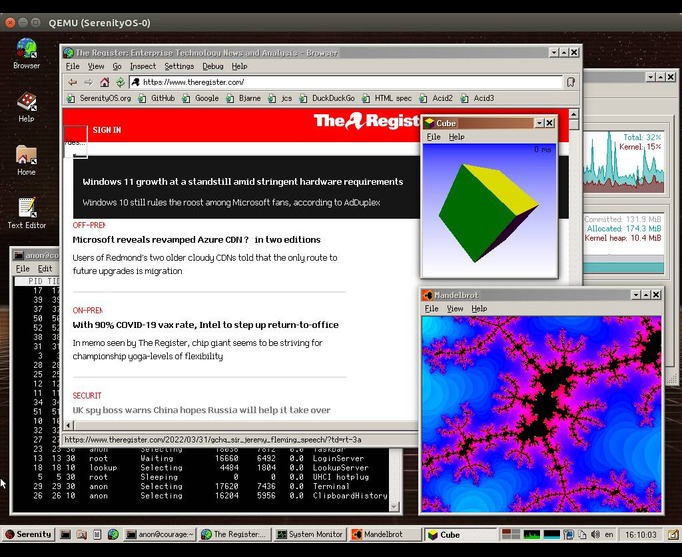 QEMU (SerenityOS-0)
Browser
Help
Home
Text Editor
The Register: Enterprise Technology News and Analysis - Browser
File View Go Inspect Settings Debug Help
https://www.theregister.com/
SerenityOS.org GitHub Google Bjarne jcs DuckDuckGo HTML spec Acid2 Acid3
SIGN IN
The Regist
Windows 11 growth at a standstill amid stringent hardware requirements
Windows 10 still rules the roost among Microsoft fans, according to AdDuplex
OFF-PREM
Microsoft reveals revamped Azure CDN ? in two editions
Users of Redmond's two older cloudy CDNs told that the only route to
future upgrades is migration
ON-PREM
With 90% COVID-19 vax rate, Intel to step up return-to-office
In memo seen by The Register, chip giant seems to be striving for
championship yoga-levels of flexibility
SECURIT
UK spy boss warns China hopes Russia will help it take over
https://www.theregister.com/2022/03/31/gchq_sir_jeremy_fleming_speech/?td=rt-3a
Cube
File Help
0 ms
Total: 32%
Kernel: 15%
Committed: 131.9 MiB
Allocated: 174.3 MiB
Kernel heap: 10.4 MiB
Mandelbrot
File View Help
anon@co
File Edit
PID TI
13 13 30 root Waiting 16660 6492 0.0 LoginServer
18 18 10 lookup Selecting 4484 1804 0.0 LookupServer
5 5 30 root Sleeping 0 0 0.0 UHCI hotplug
29 29 30 anon Selecting 17620 7436 0.0 Terminal
26 26 10 anon Selecting 16204 5956 0.0 ClipboardHistory
Serenity
anon@courage:~
The Register...
System Monitor
Mandelbrot
Cube
en
16:10:03